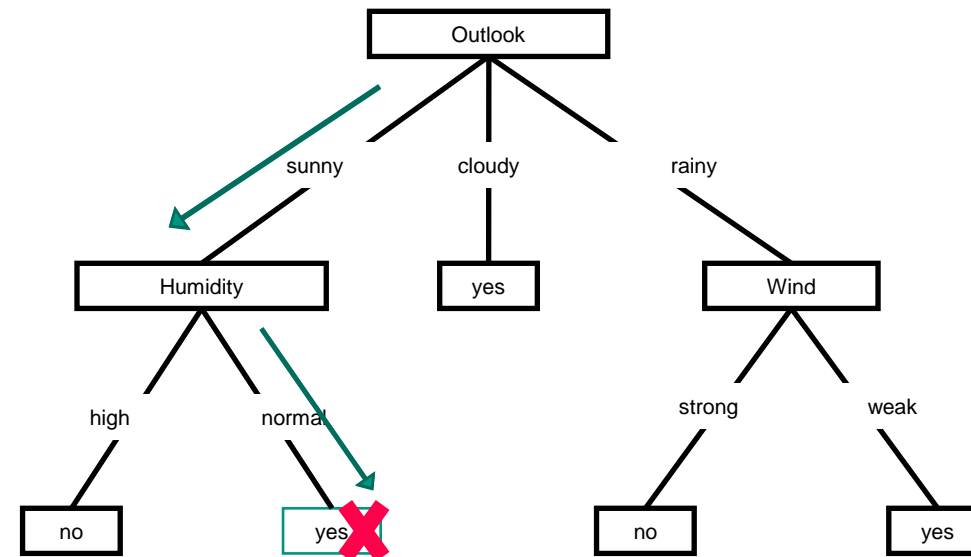 Outlook
sunny cloudy rainy
Humidity yes Wind
high normal strong weak
no yes no yes